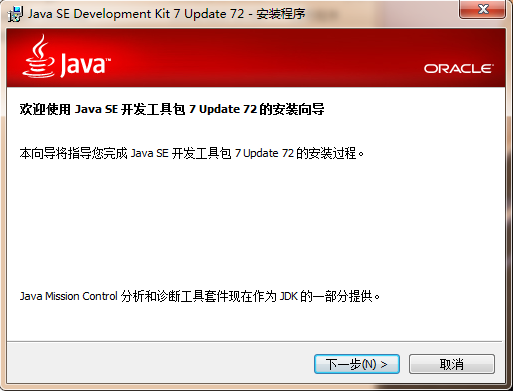 Java SE Development Kit 7 Update 72 - 安装程序
Java™
ORACLE®
欢迎使用 Java SE 开发工具包 7 Update 72 的安装向导
本向导将指导您完成 Java SE 开发工具包 7 Update 72 的安装过程。
Java Mission Control 分析和诊断工具套件现在作为 JDK 的一部分提供。
下一步(N) >
取消